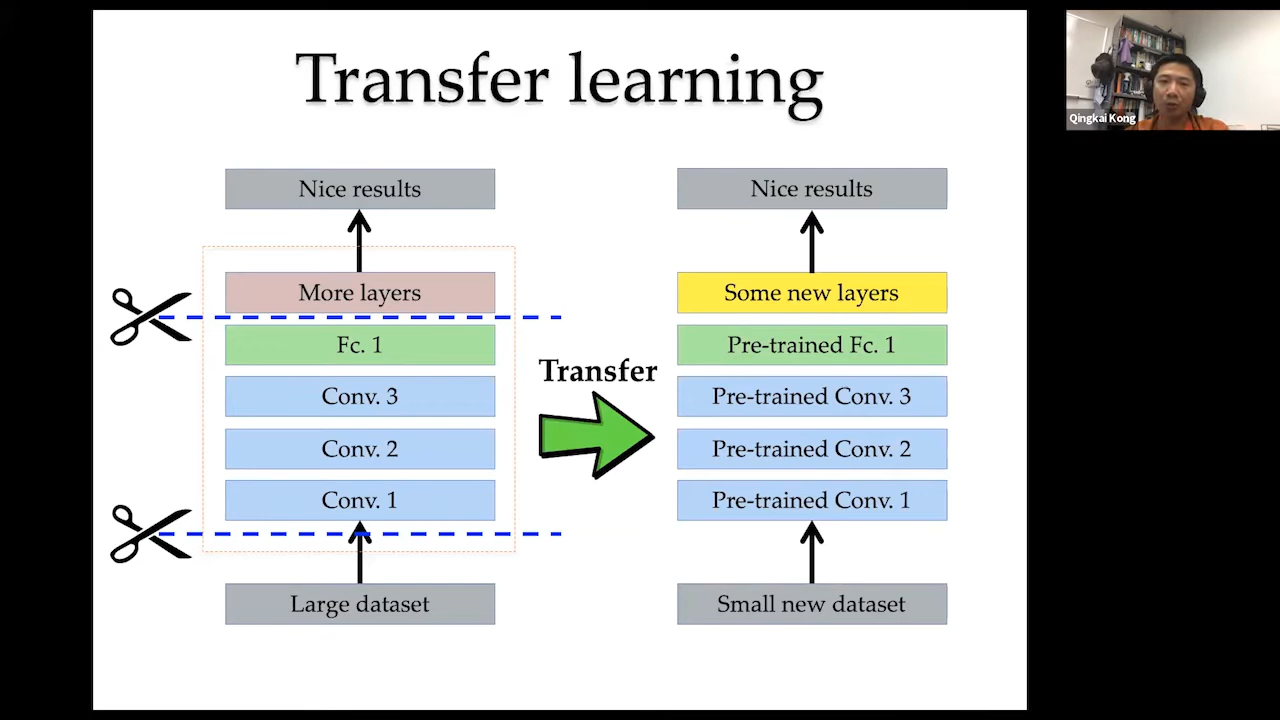 Transfer learning
Qingkai Kong
Nice results
More layers
Fc. 1
Conv. 3
Conv. 2
Conv. 1
Large dataset
Transfer
Nice results
Some new layers
Pre-trained Fc. 1
Pre-trained Conv. 3
Pre-trained Conv. 2
Pre-trained Conv. 1
Small new dataset